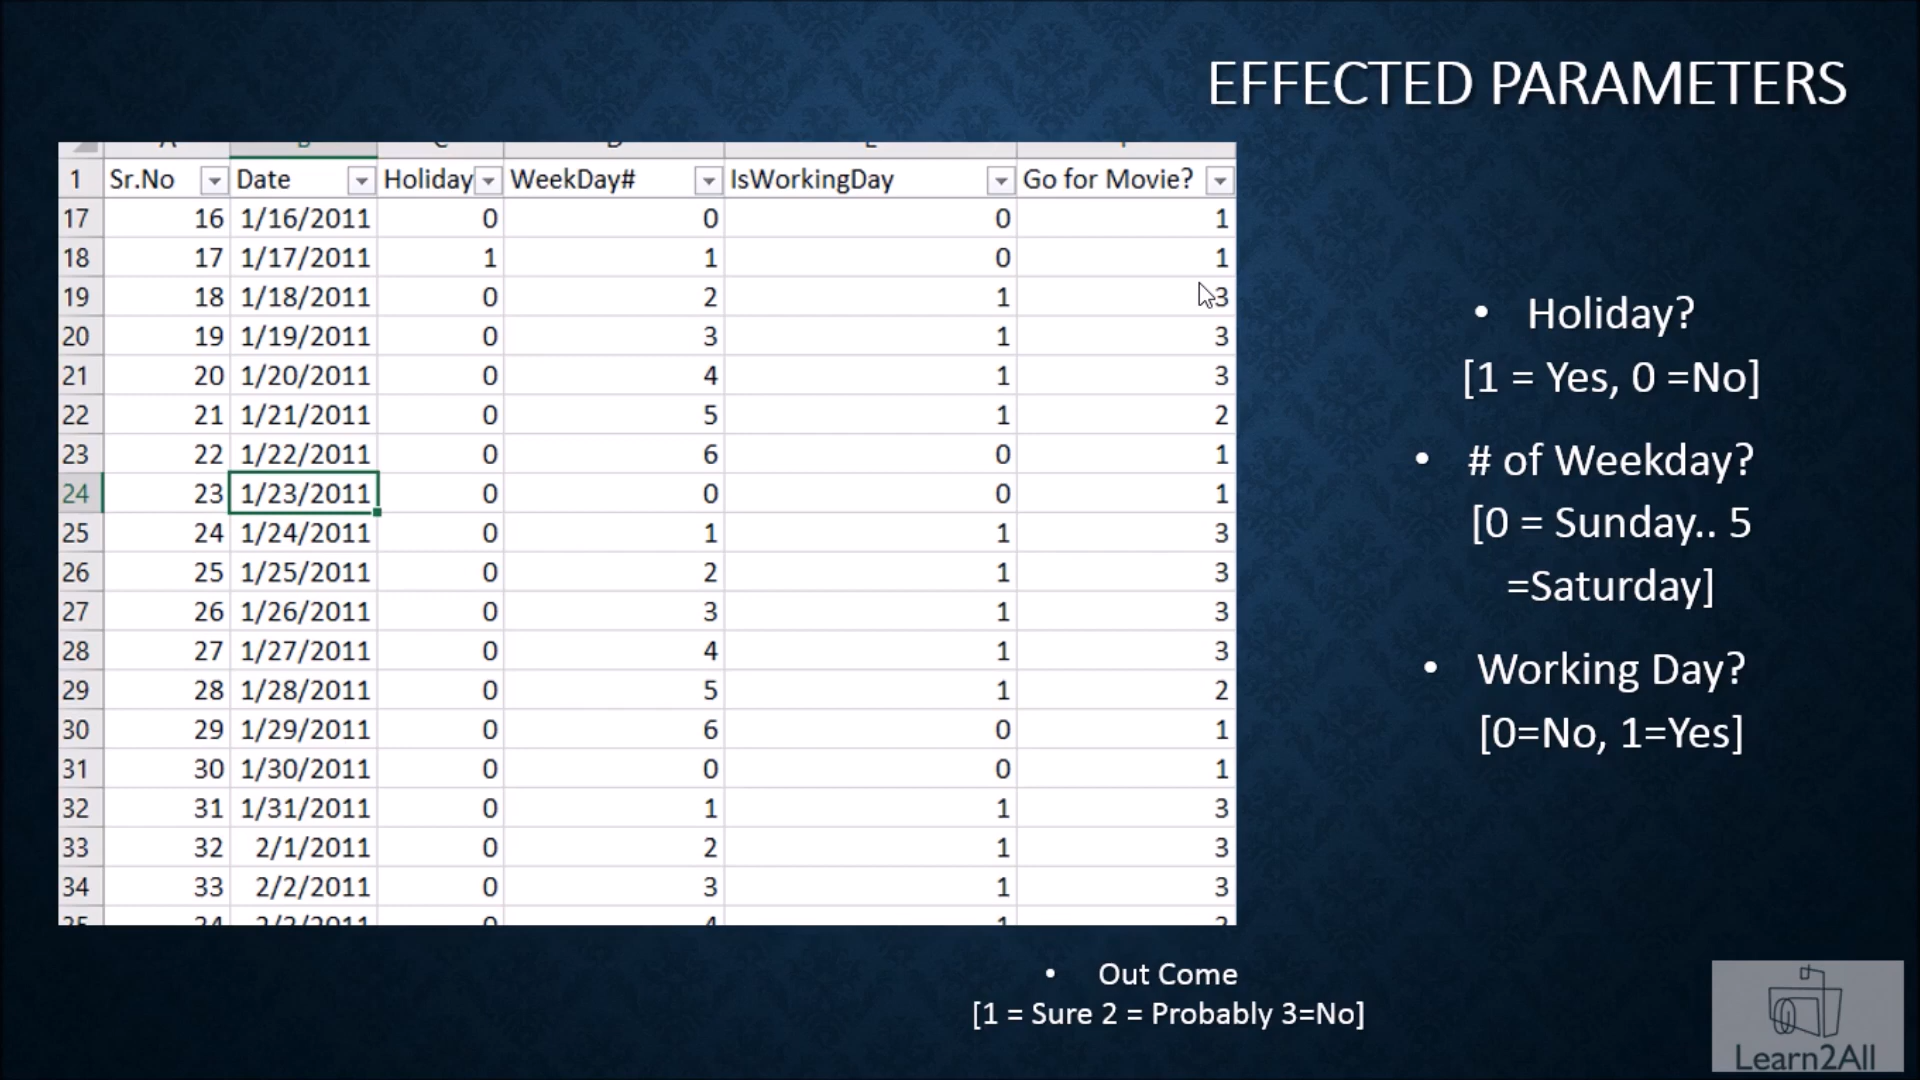 EFFECTED PARAMETERS
1 Sr.No Date Holiday WeekDay# IsWorkingDay Go for Movie?
17 16 1/16/2011 0 0 0 1
18 17 1/17/2011 1 1 0 1
19 18 1/18/2011 0 2 1 3
20 19 1/19/2011 0 3 1 3
21 20 1/20/2011 0 4 1 3
22 21 1/21/2011 0 5 1 2
23 22 1/22/2011 0 6 0 1
24 23 1/23/2011 0 0 0 1
25 24 1/24/2011 0 1 1 3
26 25 1/25/2011 0 2 1 3
27 26 1/26/2011 0 3 1 3
28 27 1/27/2011 0 4 1 3
29 28 1/28/2011 0 5 1 2
30 29 1/29/2011 0 6 0 1
31 30 1/30/2011 0 0 0 1
32 31 1/31/2011 0 1 1 3
33 32 2/1/2011 0 2 1 3
34 33 2/2/2011 0 3 1 3
• Holiday?
[1 = Yes, 0 =No]
• # of Weekday?
[0 = Sunday.. 5
=Saturday]
• Working Day?
[0=No, 1=Yes]
• Out Come
[1 = Sure 2 = Probably 3=No]
Learn2All